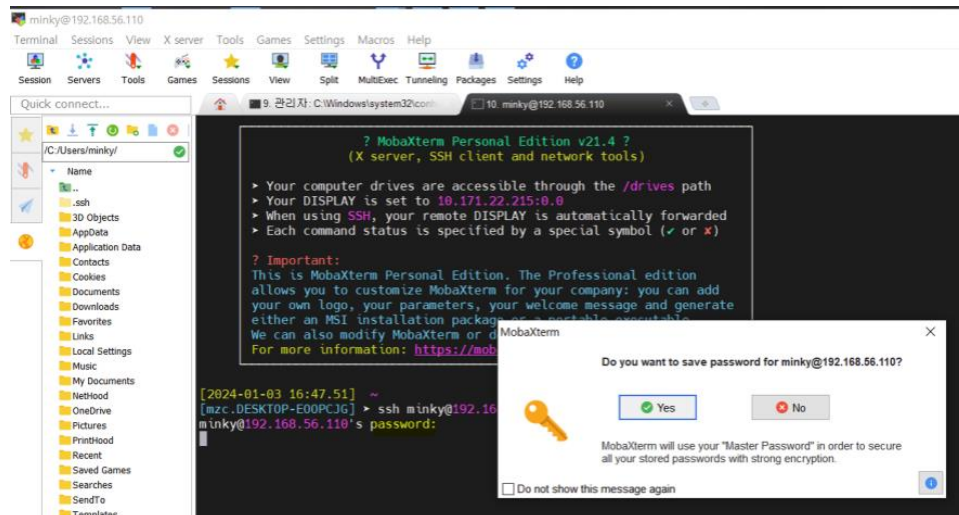 minky@192.168.56.110
Terminal Sessions View X server Tools Games Settings Macros Help
Session Servers Tools Games Sessions View Split MultiExec Tunneling Packages Settings Help
Quick connect...
9. 관리자: C:\Windows\system32\con
10. minky@192.168.56.110
/C:/Users/minky/
Name
..
.ssh
3D Objects
AppData
Application Data
Contacts
Cookies
Documents
Downloads
Favorites
Links
Local Settings
Music
My Documents
NetHood
OneDrive
Pictures
PrintHood
Recent
Saved Games
Searches
SendTo
Templates
? MobaXterm Personal Edition v21.4 ?
(X server, SSH client and network tools)
➤ Your computer drives are accessible through the /drives path
➤ Your DISPLAY is set to 10.171.22.215:0.0
➤ When using SSH, your remote DISPLAY is automatically forwarded
➤ Each command status is specified by a special symbol (✔ or ✘)
? Important:
This is MobaXterm Personal Edition. The Professional edition
allows you to customize MobaXterm for your company: you can add
your own logo, your parameters, your welcome message and generate
either an MSI installation package or a portable executable.
We can also modify MobaXterm or d
For more information: https://mob
[2024-01-03 16:47.51] ~
[mzc.DESKTOP-EOOPCJG] ➤ ssh minky@192.16
minky@192.168.56.110's password:
MobaXterm
Do you want to save password for minky@192.168.56.110?
Yes
No
MobaXterm will use your "Master Password" in order to secure
all your stored passwords with strong encryption.
Do not show this message again